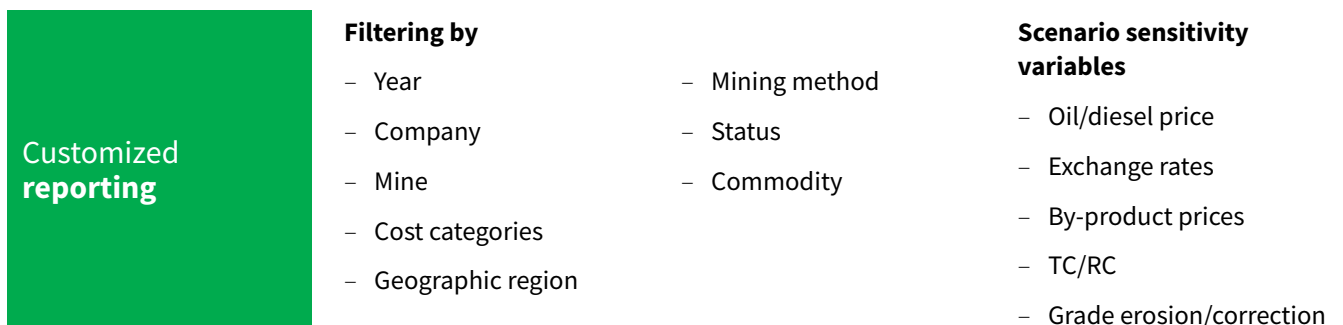 Customized
reporting
Filtering by
– Year
– Company
– Mine
– Cost categories
– Geographic region
– Mining method
– Status
– Commodity
Scenario sensitivity
variables
– Oil/diesel price
– Exchange rates
– By-product prices
– TC/RC
– Grade erosion/correction